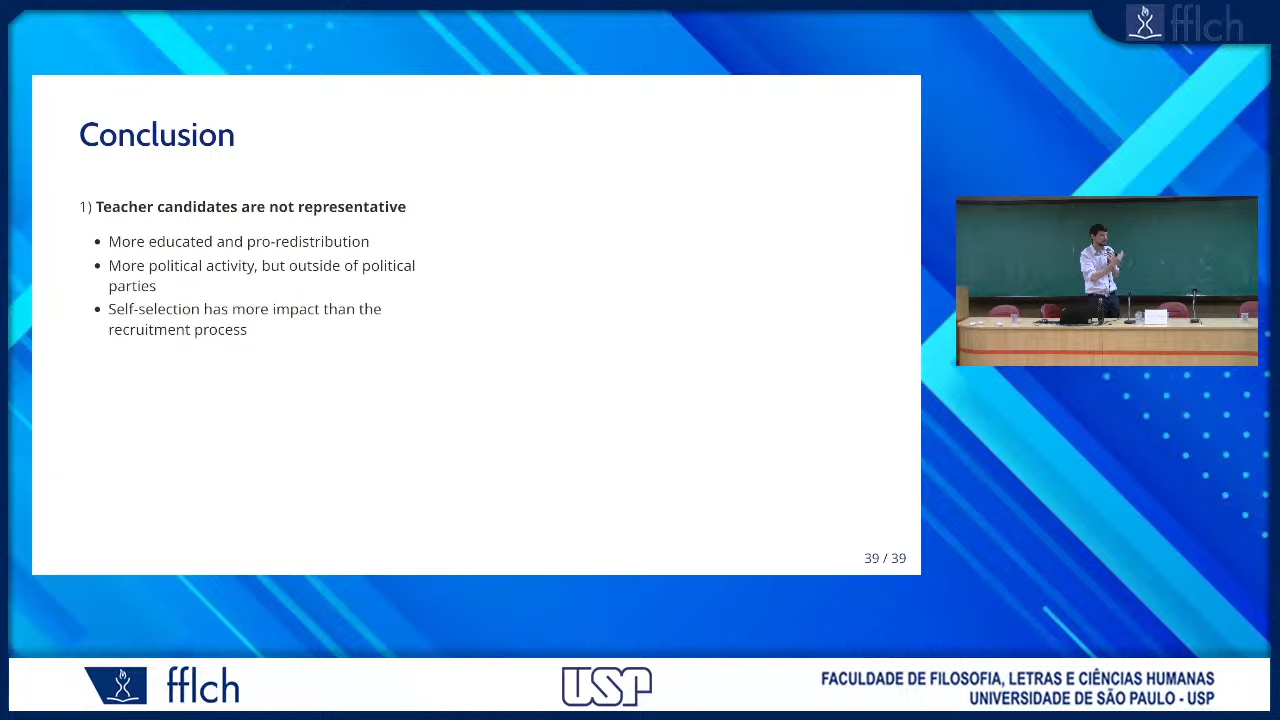 fflch
Conclusion
1) Teacher candidates are not representative
• More educated and pro-redistribution
• More political activity, but outside of political
parties
• Self-selection has more impact than the
recruitment process
39 / 39
fflch
USP
FACULDADE DE FILOSOFIA, LETRAS E CIÊNCIAS HUMANAS
UNIVERSIDADE DE SÃO PAULO - USP